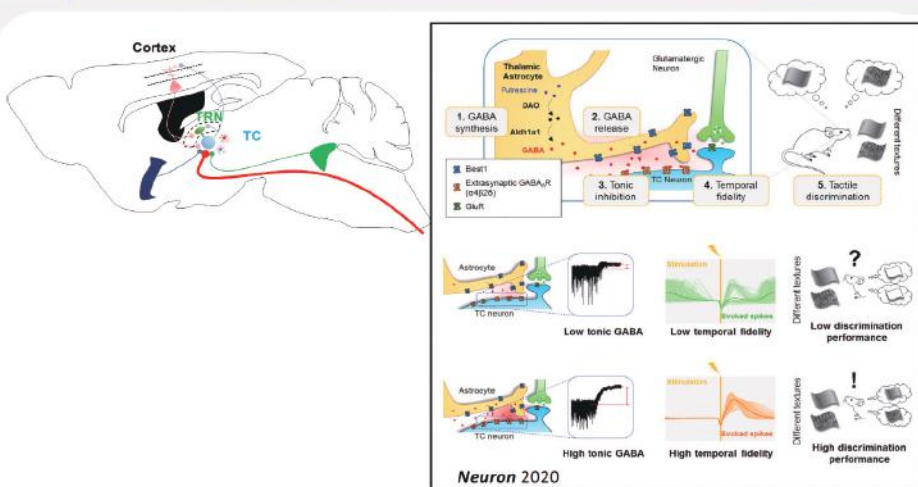 Cortex
TRN
TC
Thalamic
Astrocyte
Putrescine
DAO
Aldh1a1
GABA
1. GABA
synthesis
2. GABA
release
Glutamatergic
Neuron
TC Neuron
3. Tonic
inhibition
4. Temporal
fidelity
5. Tactile
discrimination
Different textures
Best1
Extrasynaptic GABAAR
(α4β2δ)
GluR
Astrocyte
TC neuron
Low tonic GABA
Stimulation
Evoked spikes
Low temporal fidelity
Different textures
?
Low discrimination
performance
Astrocyte
TC neuron
High tonic GABA
Stimulation
Evoked spikes
High temporal fidelity
Different textures
!
High discrimination
performance
Neuron 2020